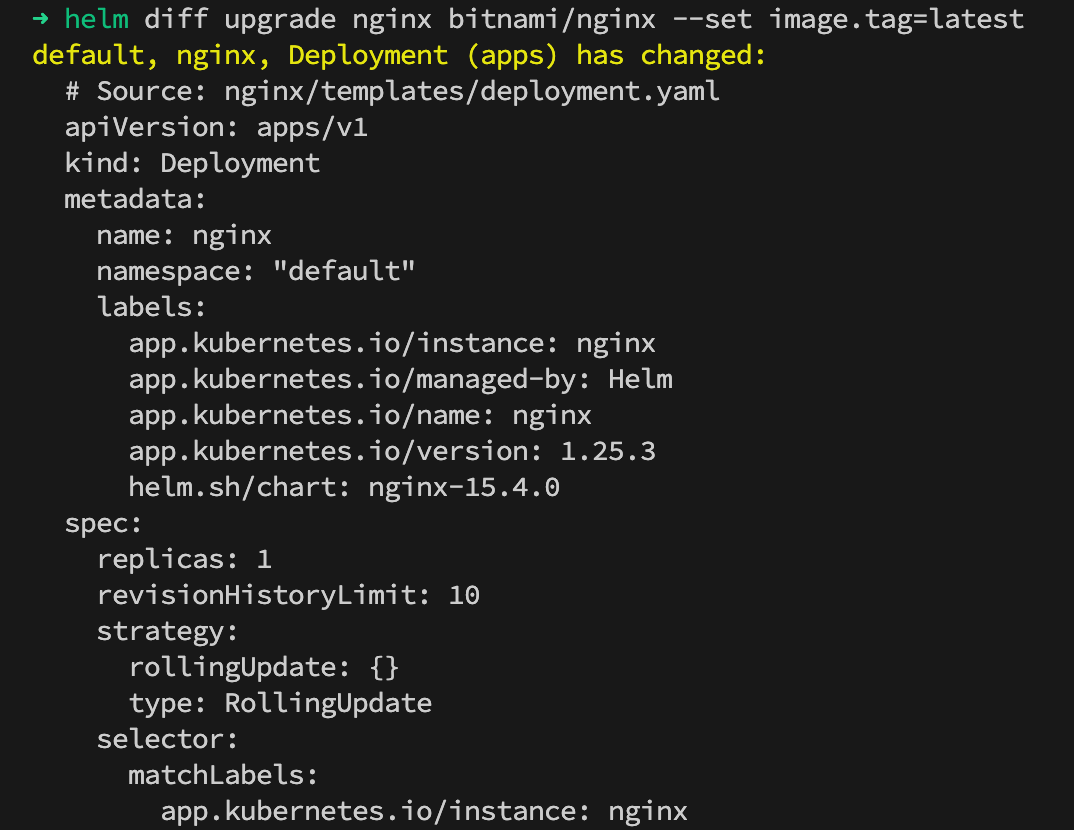 ➜ helm diff upgrade nginx bitnami/nginx --set image.tag=latest
default, nginx, Deployment (apps) has changed:
  # Source: nginx/templates/deployment.yaml
  apiVersion: apps/v1
  kind: Deployment
  metadata:
    name: nginx
    namespace: "default"
    labels:
      app.kubernetes.io/instance: nginx
      app.kubernetes.io/managed-by: Helm
      app.kubernetes.io/name: nginx
      app.kubernetes.io/version: 1.25.3
      helm.sh/chart: nginx-15.4.0
  spec:
    replicas: 1
    revisionHistoryLimit: 10
    strategy:
      rollingUpdate: {}
      type: RollingUpdate
    selector:
      matchLabels:
        app.kubernetes.io/instance: nginx